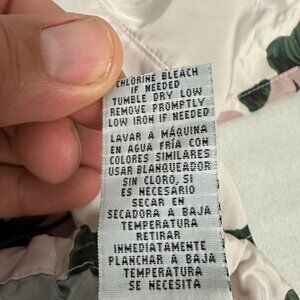 CHLORINE BLEACH
IF NEEDED
TUMBLE DRY LOW
REMOVE PROMPTLY
LOW IRON IF NEEDED
LAVAR A MÁQUINA
EN AGUA FRÍA CON
COLORES SIMILARES
USAR BLANQUEADOR
SIN CLORO, SI
ES NECESARIO
SECAR EN
SECADORA A BAJA
TEMPERATURA
RETIRAR
INMEDIATAMENTE
PLANCHAR A BAJA
TEMPERATURA
SE NECESITA